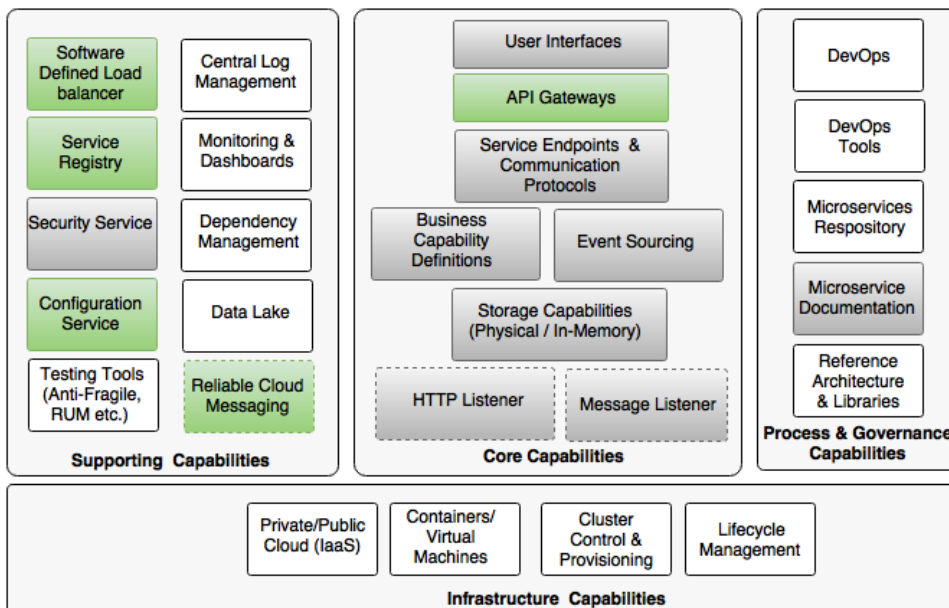 Software
Defined Load
balancer
Central Log
Management
Service
Registry
Monitoring &
Dashboards
Security Service
Dependency
Management
Configuration
Service
Data Lake
Testing Tools
(Anti-Fragile,
RUM etc.)
Reliable Cloud
Messaging
Supporting Capabilities
User Interfaces
API Gateways
Service Endpoints &
Communication
Protocols
Business
Capability
Definitions
Event Sourcing
Storage Capabilities
(Physical / In-Memory)
HTTP Listener
Message Listener
Core Capabilities
DevOps
DevOps
Tools
Microservices
Respository
Microservice
Documentation
Reference
Architecture
& Libraries
Process & Governance
Capabilities
Private/Public
Cloud (IaaS)
Containers/
Virtual
Machines
Cluster
Control &
Provisioning
Lifecycle
Management
Infrastructure Capabilities